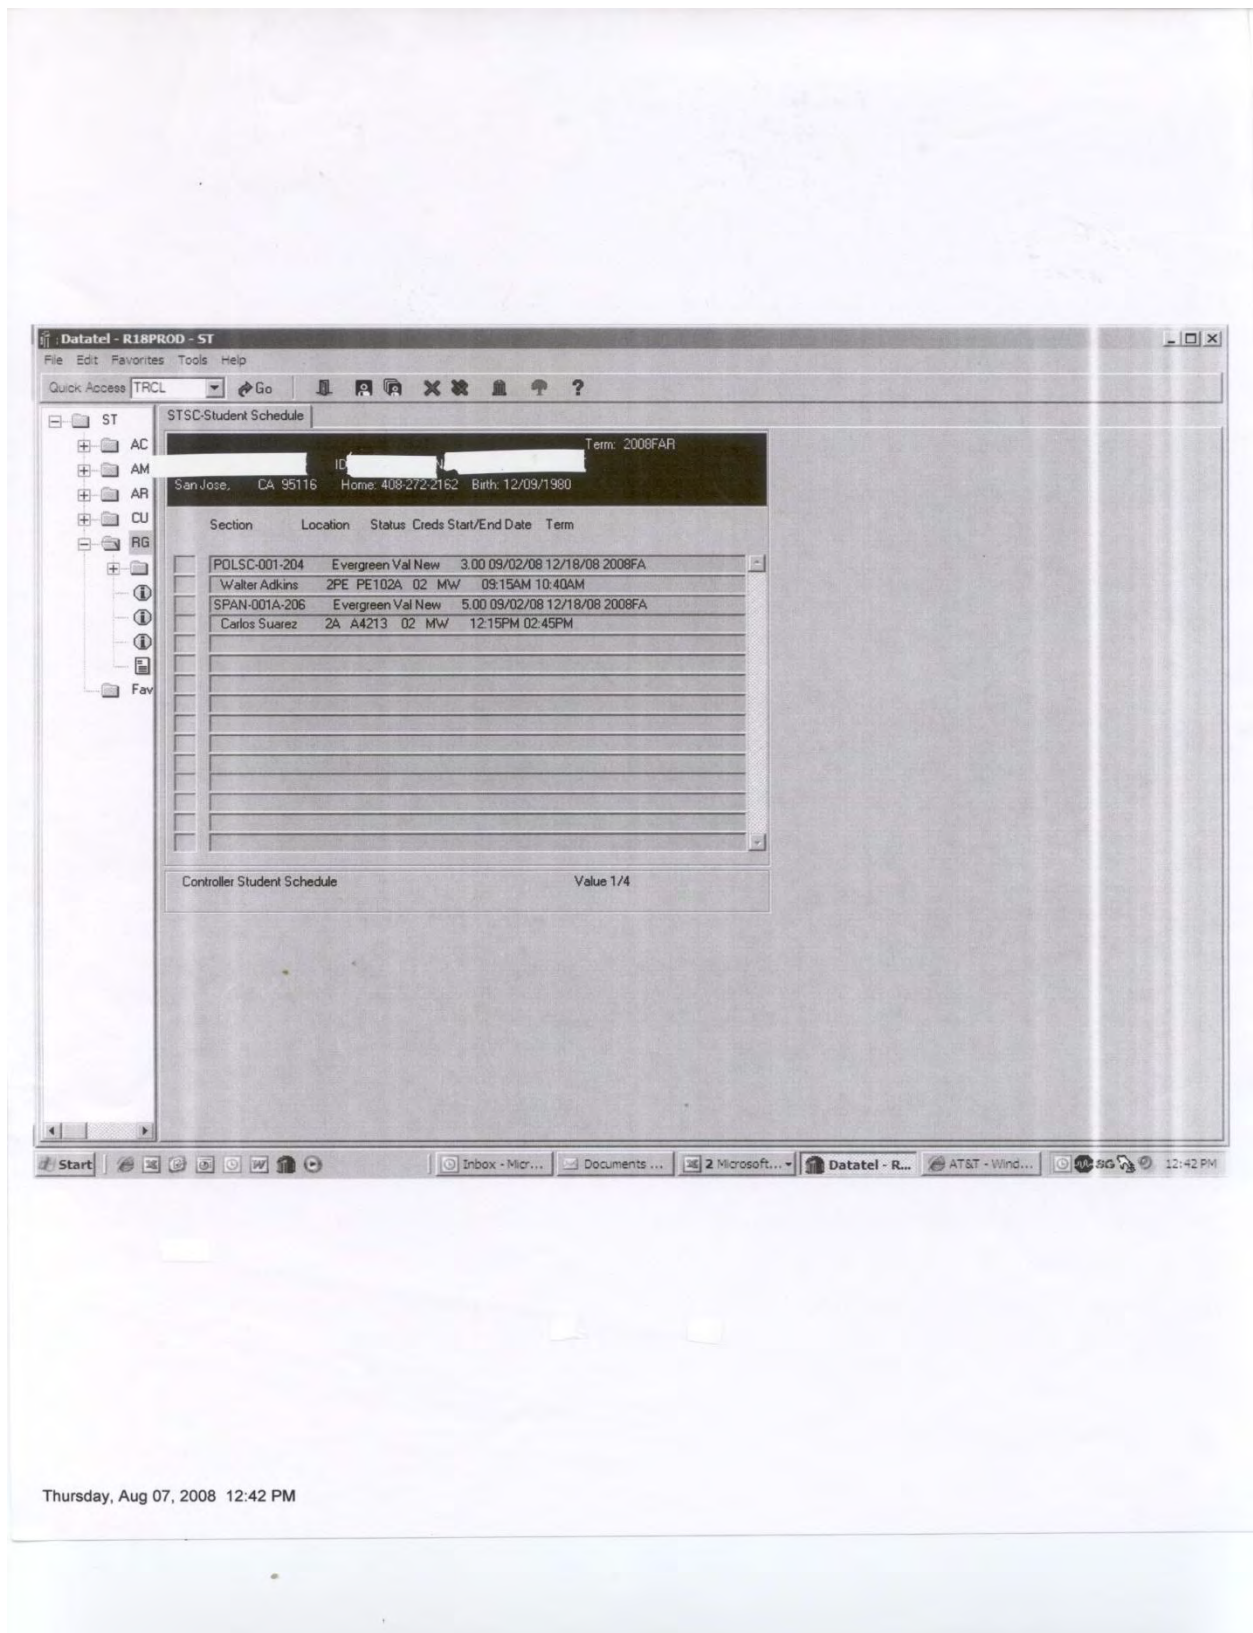 Datatel - R18PROD - ST
File Edit Favorites Tools Help
Quick Access TRCL Go ?
ST
AC
AM
AR
CU
RG
Fav
STSC-Student Schedule
Term: 2008FAR
ID N
San Jose, CA 95116 Home: 408-272-2162 Birth: 12/09/1980
Section Location Status Creds Start/End Date Term
POLSC-001-204 Evergreen Val New 3.00 09/02/08 12/18/08 2008FA
Walter Adkins 2PE PE102A 02 MW 09:15AM 10:40AM
SPAN-001A-206 Evergreen Val New 5.00 09/02/08 12/18/08 2008FA
Carlos Suarez 2A A4213 02 MW 12:15PM 02:45PM
Controller Student Schedule Value 1/4
Start Inbox - Micr... Documents ... 2 Microsoft... Datatel - R... AT&T - Wind... SG 12:42 PM
Thursday, Aug 07, 2008 12:42 PM